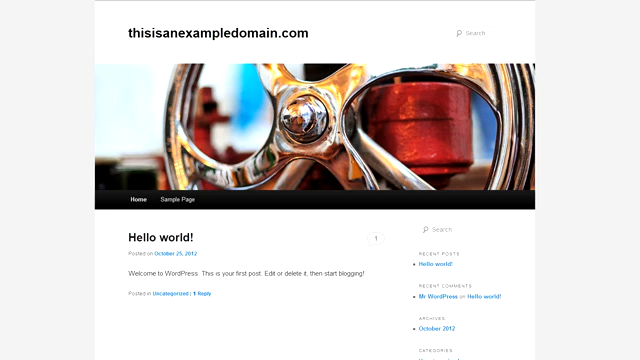 thisisanexampledomain.com
Search
Home Sample Page
Hello world!
1
Posted on October 25, 2012
Welcome to WordPress. This is your first post. Edit or delete it, then start blogging!
Posted in Uncategorized | 1 Reply
Search
RECENT POSTS
Hello world!
RECENT COMMENTS
Mr WordPress on Hello world!
ARCHIVES
October 2012
CATEGORIES